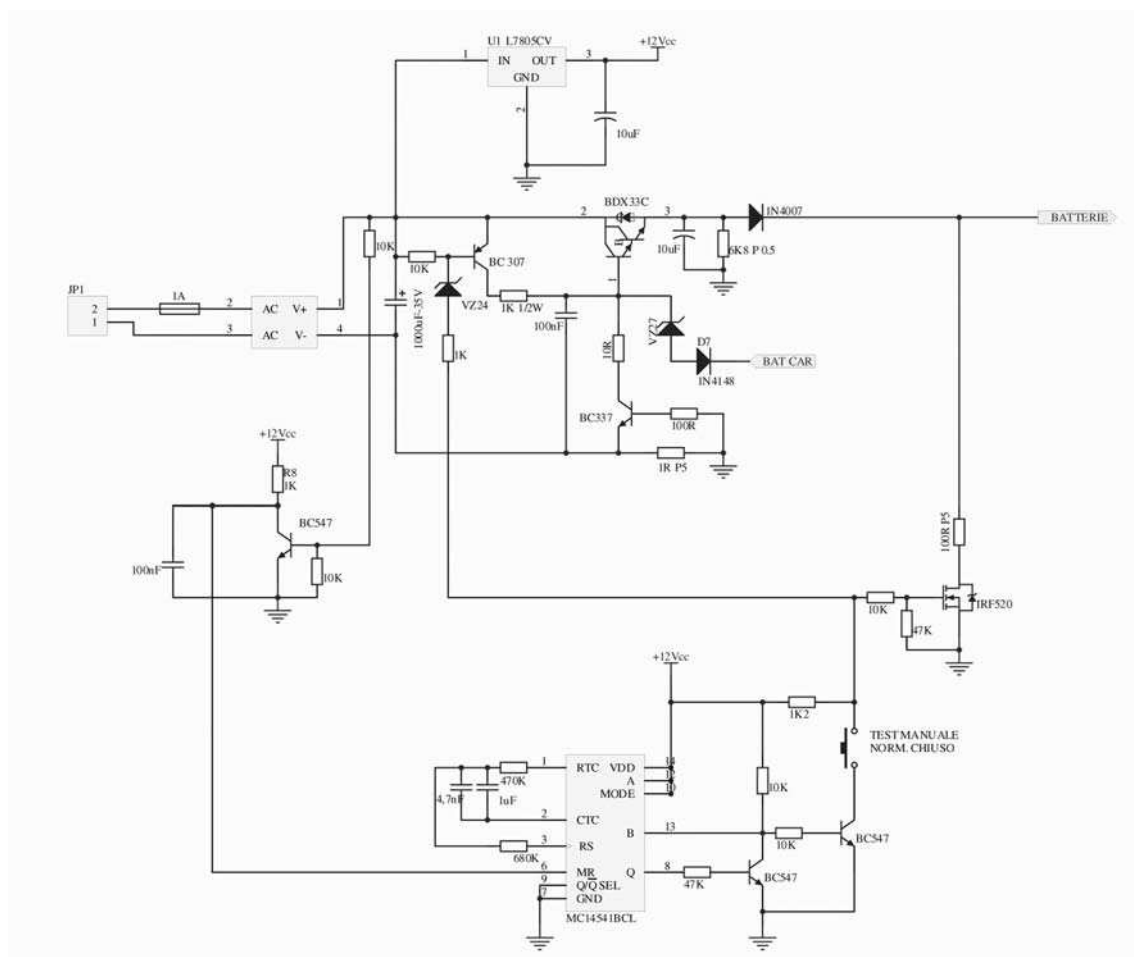 U1 L7805CV
+12Vcc
1
IN
OUT
3
GND
2
10uF
BDX33C
2
3
1N4007
BATTERIE
10K
10K
BC 307
10uF
6K8 P 0.5
1
JP1
2
1
1A
2
AC
V+
1
3
AC
V-
4
1000uF-35V
VZ24
1K 1/2W
100nF
VZ27
D7
1N4148
BAT CAR
1K
10R
BC337
100R
1R P5
+12Vcc
R8
1K
BC547
100nF
10K
100R P5
10K
IRF520
47K
+12Vcc
1K2
TEST MANUALE
NORM. CHIUSO
1
RTC
VDD
14
470K
A
12
MODE
10
10K
4,7nF
1uF
2
CTC
B
13
3
RS
10K
BC547
680K
6
MR
Q
8
47K
BC547
9
Q/Q̅ SEL
7
GND
MC14541BCL